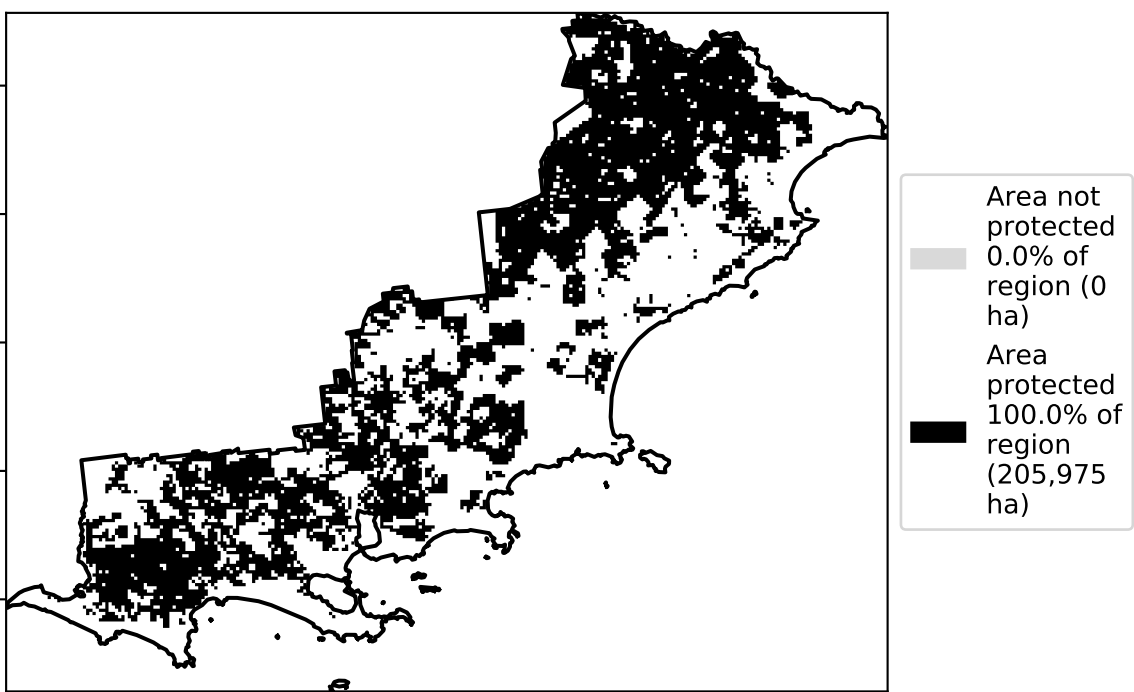 Area not
protected
0.0% of
region (0
ha)
Area
protected
100.0% of
region
(205,975
ha)